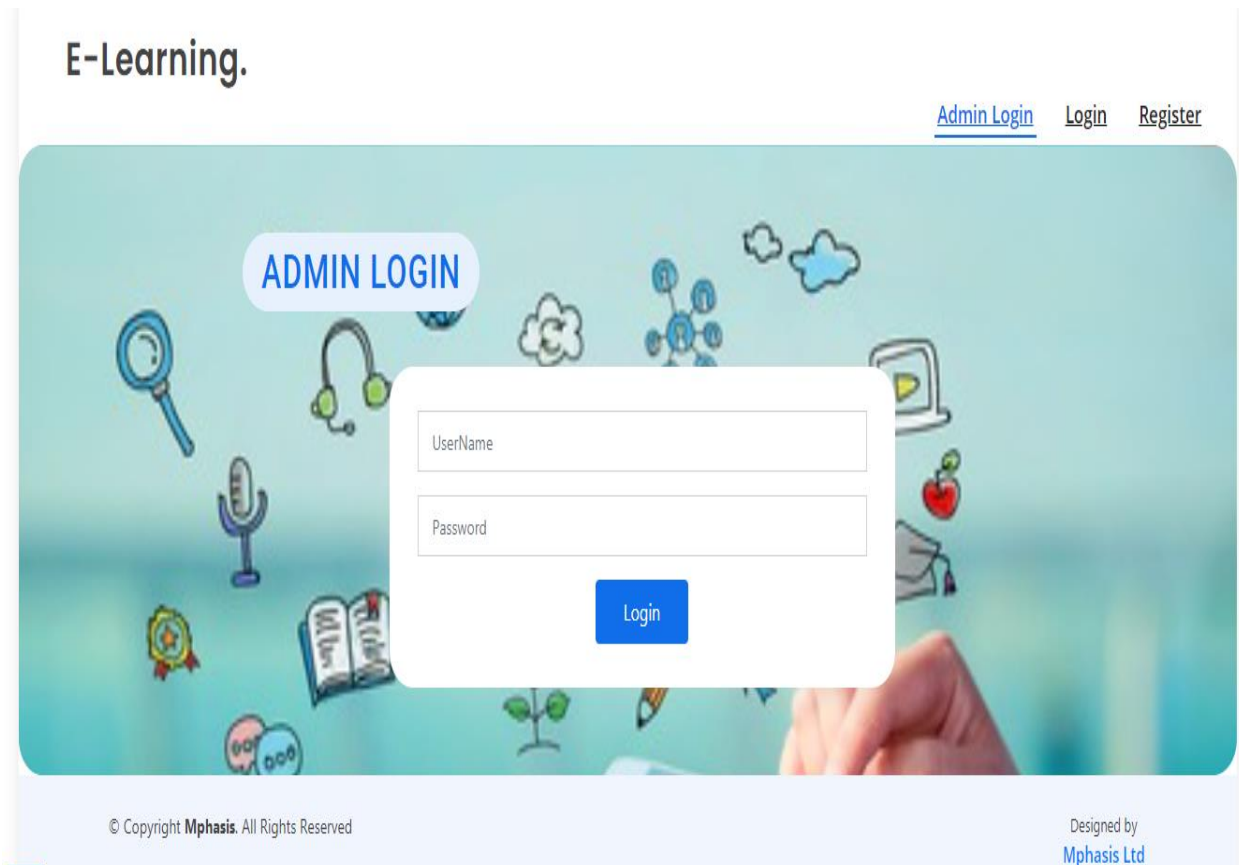 E-Learning.
Admin Login Login Register
ADMIN LOGIN
UserName
Password
Login
© Copyright Mphasis. All Rights Reserved
Designed by
Mphasis Ltd